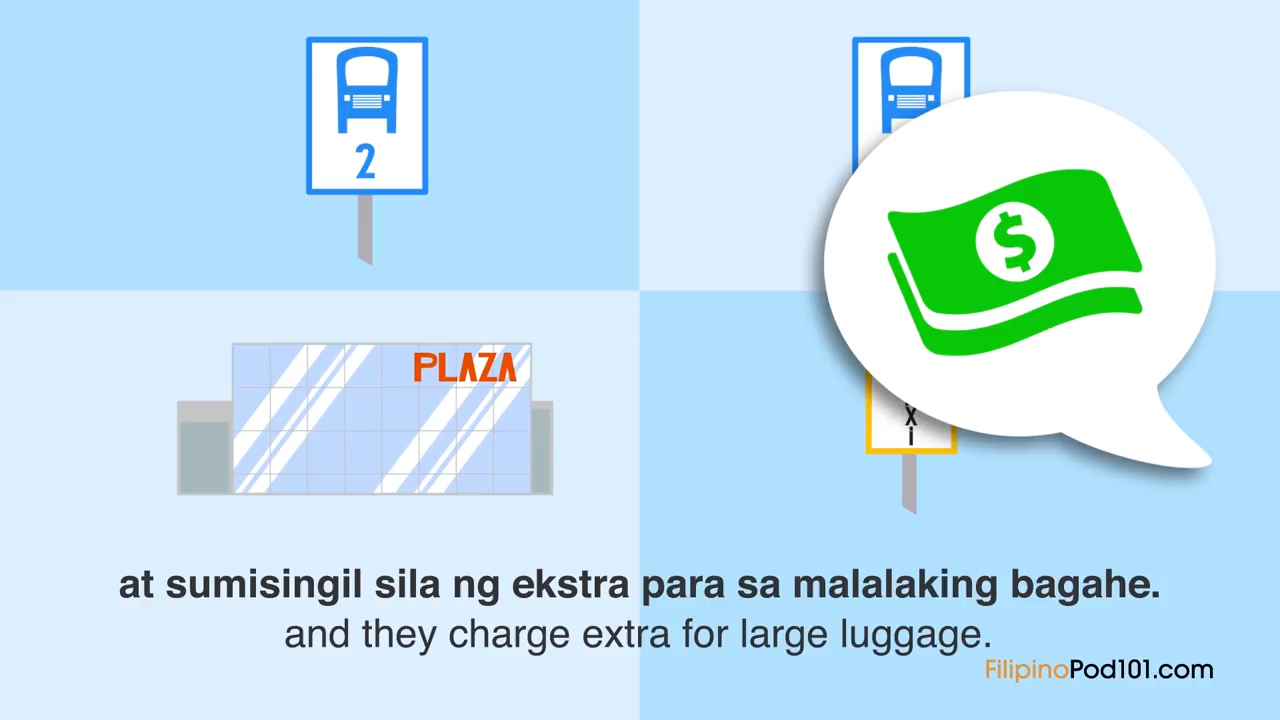 2
PLAZA
at sumisingil sila ng ekstra para sa malalaking bagahe.
and they charge extra for large luggage.
FilipinoPod101.com